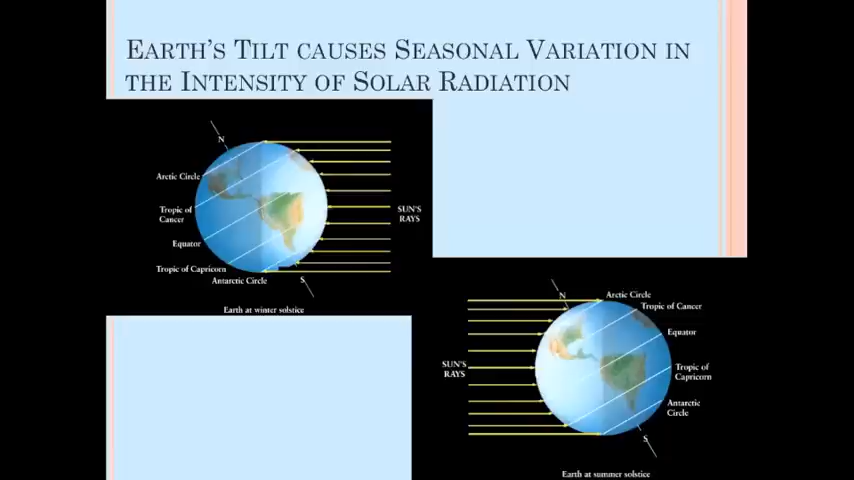 EARTH'S TILT CAUSES SEASONAL VARIATION IN
THE INTENSITY OF SOLAR RADIATION
N
Arctic Circle
Tropic of
Cancer
Equator
Tropic of Capricorn
Antarctic Circle
S
SUN'S
RAYS
Earth at winter solstice
N
Arctic Circle
Tropic of Cancer
Equator
SUN'S
RAYS
Tropic of
Capricorn
Antarctic
Circle
S
Earth at summer solstice